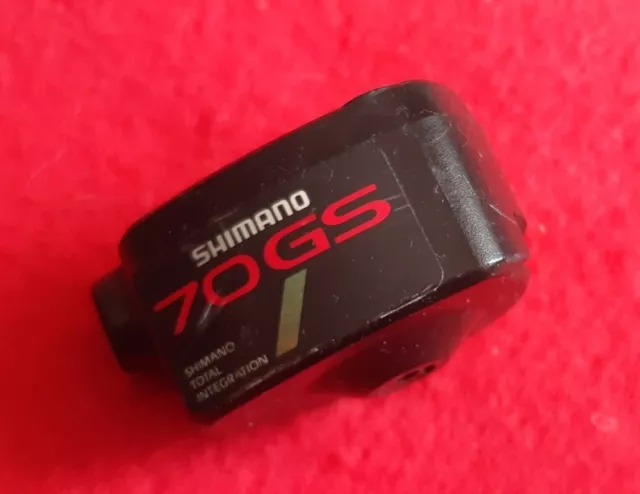 SHIMANO
70GS
SHIMANO
TOTAL
INTEGRATION